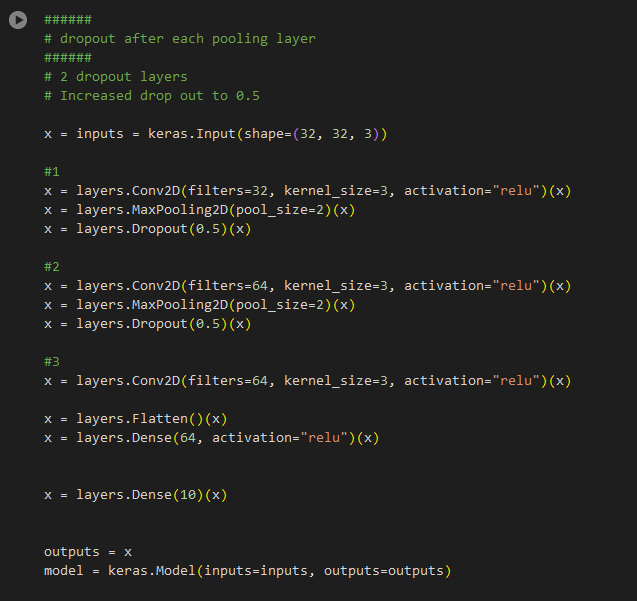 ######
# dropout after each pooling layer
######
# 2 dropout layers
# Increased drop out to 0.5
x = inputs = keras.Input(shape=(32, 32, 3))
#1
x = layers.Conv2D(filters=32, kernel_size=3, activation="relu")(x)
x = layers.MaxPooling2D(pool_size=2)(x)
x = layers.Dropout(0.5)(x)
#2
x = layers.Conv2D(filters=64, kernel_size=3, activation="relu")(x)
x = layers.MaxPooling2D(pool_size=2)(x)
x = layers.Dropout(0.5)(x)
#3
x = layers.Conv2D(filters=64, kernel_size=3, activation="relu")(x)
x = layers.Flatten()(x)
x = layers.Dense(64, activation="relu")(x)
x = layers.Dense(10)(x)
outputs = x
model = keras.Model(inputs=inputs, outputs=outputs)